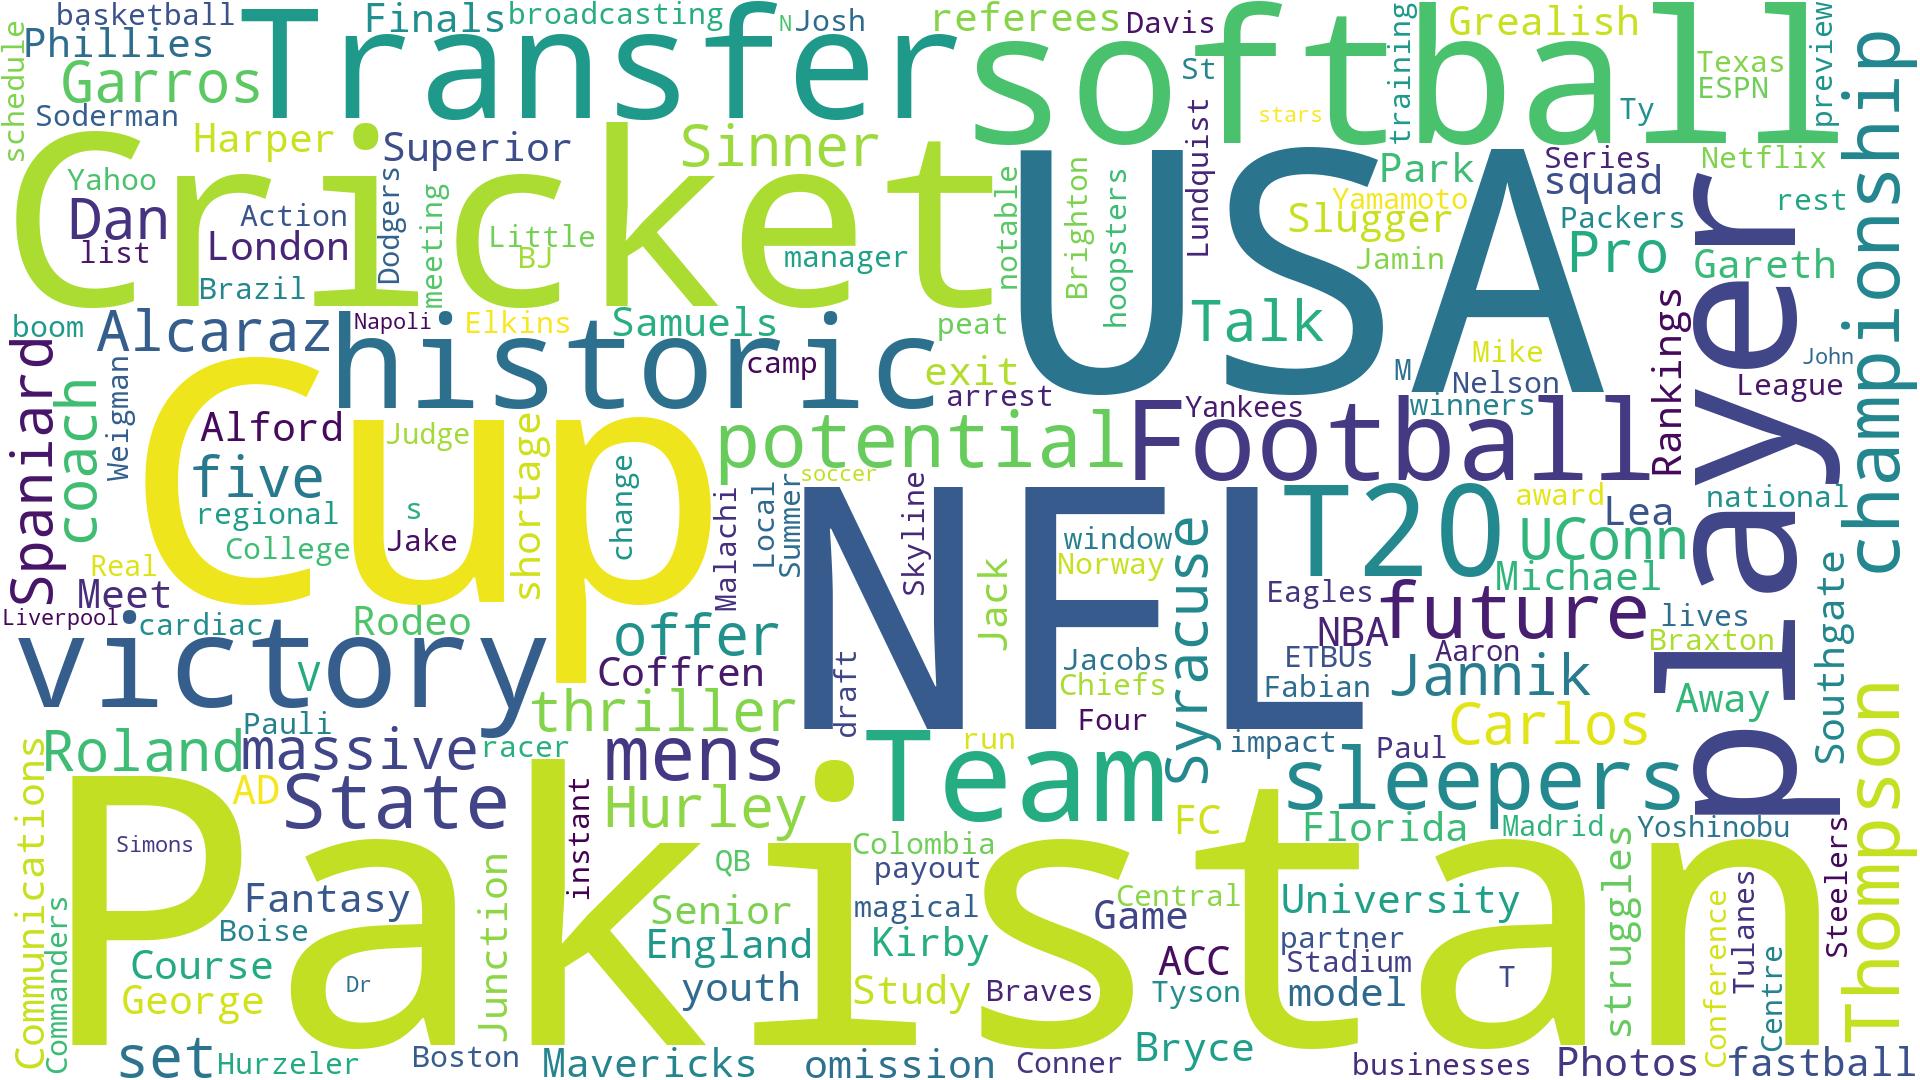 basketball
Transfer
Finals
broadcasting
N
Josh
referees
Davis
softball
training
Grealish
Texas
ESPN
preview
championship
schedule
Phillies
Garros
Soderman
St
stars
Ty
Cricket
Harper
Superior
Sinner
Lundquist
USA
Park
Series
squad
Netflix
Yahoo
Dan
list
Action
London
Dodgers
meeting
Little
BJ
manager
notable
Brighton
hoopsters
Yamamoto
Slugger
Jamin
Packers
Pro
rest
Gareth
player
Brazil
boom
Alcaraz
Napoli
historic
Elkins
Samuels
peat
Talk
camp
exit
arrest
M
Mike
Nelson
winners
Rankings
John
League
Spaniard
coach
Weigman
Cup
Alford
Judge
shortage
five
regional
College
s
Jake
change
potential
Yankees
Football
soccer
Malachi
Local
Summer
NFL
Skyline
Jack
window
Norway
Syracuse
T20
award
Lea
national
UConn
Michael
Real
Meet
Liverpool
cardiac
Rodeo
offer
Coffren
victory
V
Pauli
thriller
draft
Jacobs
Chiefs
Four
Eagles
NBA
future
ETBUs
Fabian
Aaron
Jannik
lives
Braxton
Away
Southgate
Roland
massive
racer
mens
Team
run
impact
Paul
Carlos
Thompson
Communications
AD
State
instant
Hurley
FC
sleepers
Florida
Madrid
Yoshinobu
Pakistan
Simons
Fantasy
Boise
Junction
QB
Colombia
payout
Senior
magical
Central
Game
University
struggles
Steelers
Commanders
Course
George
Dr
England
youth
Kirby
Study
Braves
ACC
Tyson
partner
Stadium
model
T
Conference
Tulanes
Centre
set
Hurzeler
Boston
Mavericks
omission
Conner
Bryce
businesses
Photos
fastball